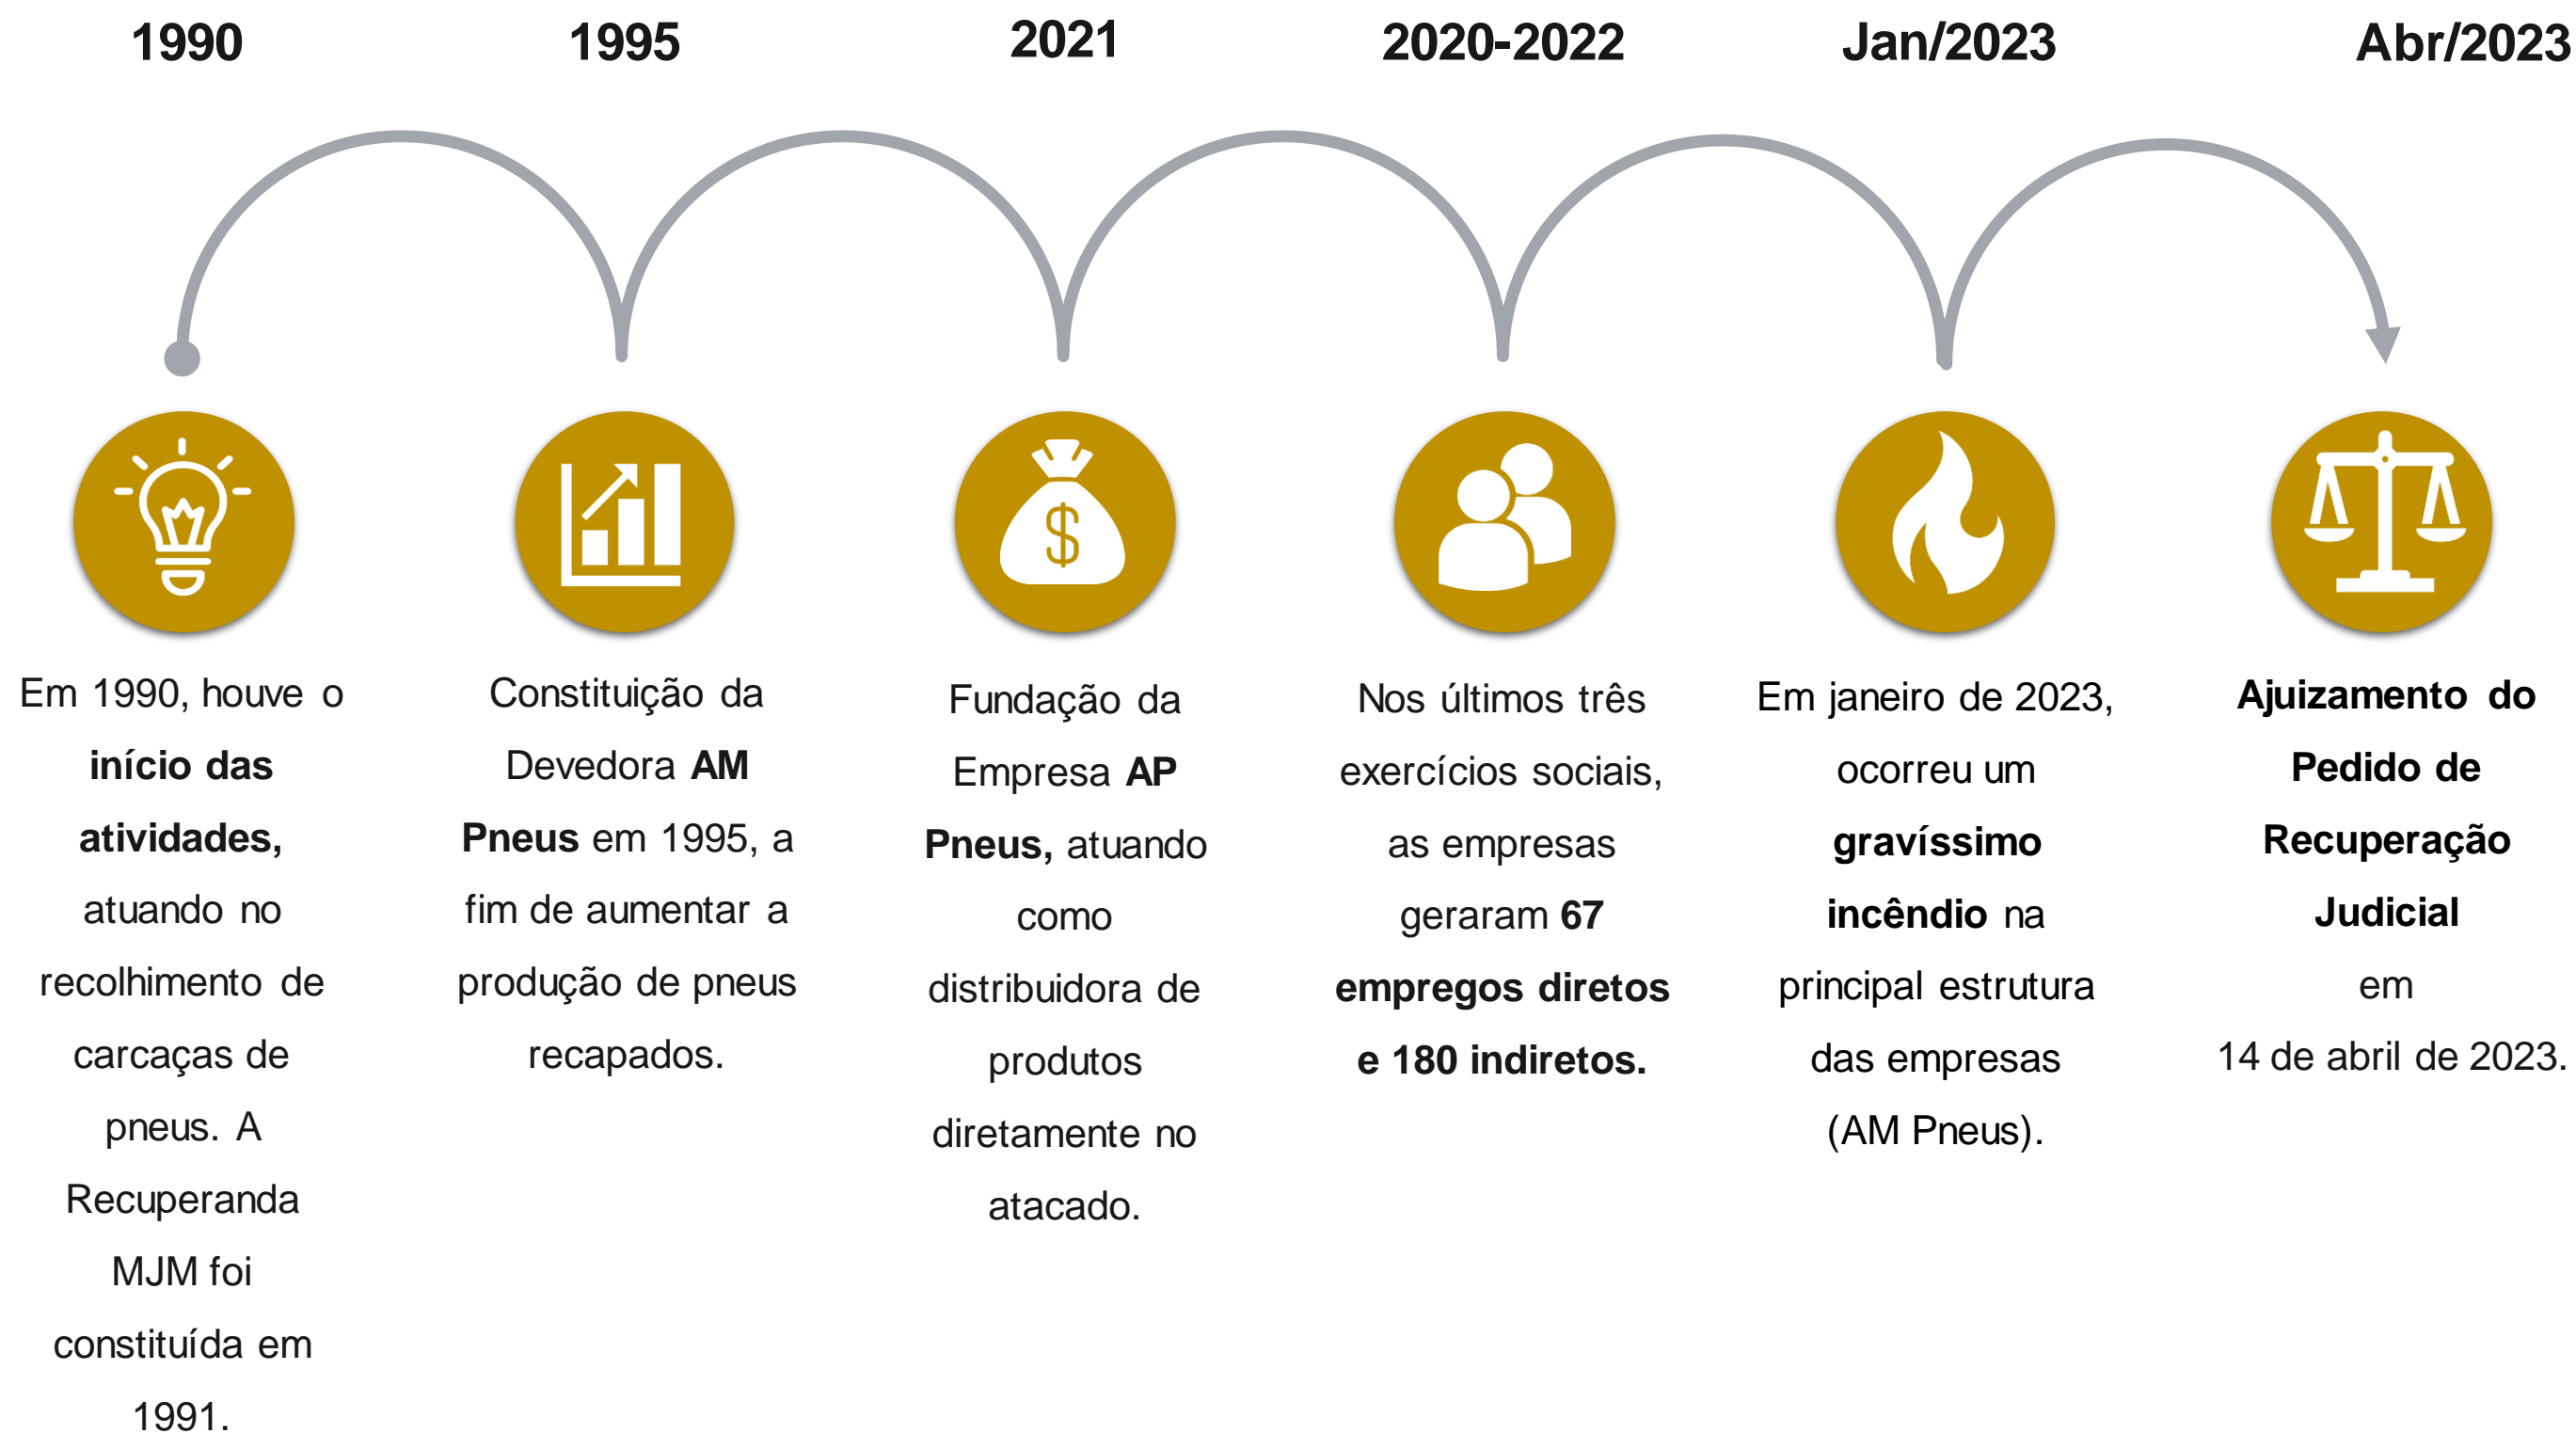 1990
1995
2021
2020-2022
Jan/2023
Abr/2023
Em 1990, houve o
início das
atividades,
atuando no
recolhimento de
carcaças de
pneus. A
Recuperanda
MJM foi
constituída em
1991.
Constituição da
Devedora AM
Pneus em 1995, a
fim de aumentar a
produção de pneus
recapados.
Fundação da
Empresa AP
Pneus, atuando
como
distribuidora de
produtos
diretamente no
atacado.
Nos últimos três
exercícios sociais,
as empresas
geraram 67
empregos diretos
e 180 indiretos.
Em janeiro de 2023,
ocorreu um
gravíssimo
incêndio na
principal estrutura
das empresas
(AM Pneus).
Ajuizamento do
Pedido de
Recuperação
Judicial
em
14 de abril de 2023.
$